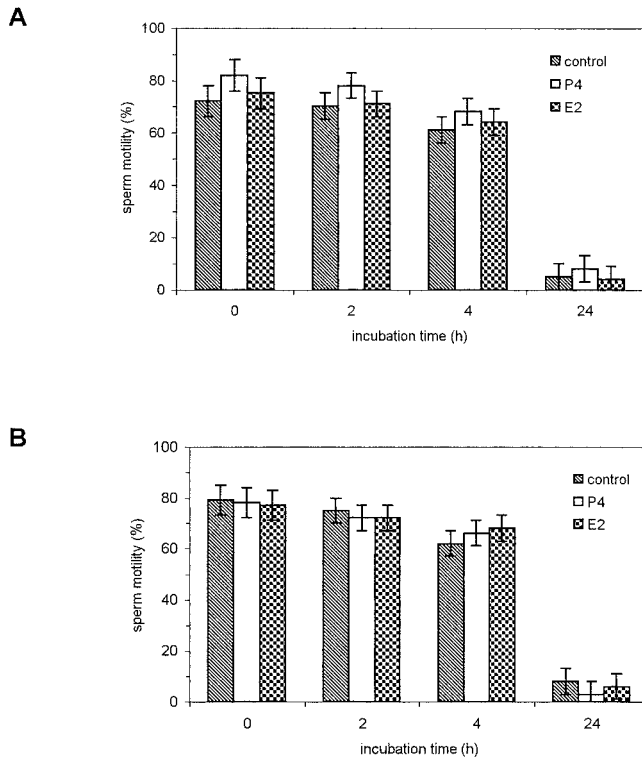 A
100
80
60
40
20
0
sperm motility (%)
control
P4
E2
0 2 4 24
incubation time (h)
B
100
80
60
40
20
0
sperm motility (%)
control
P4
E2
0 2 4 24
incubation time (h)